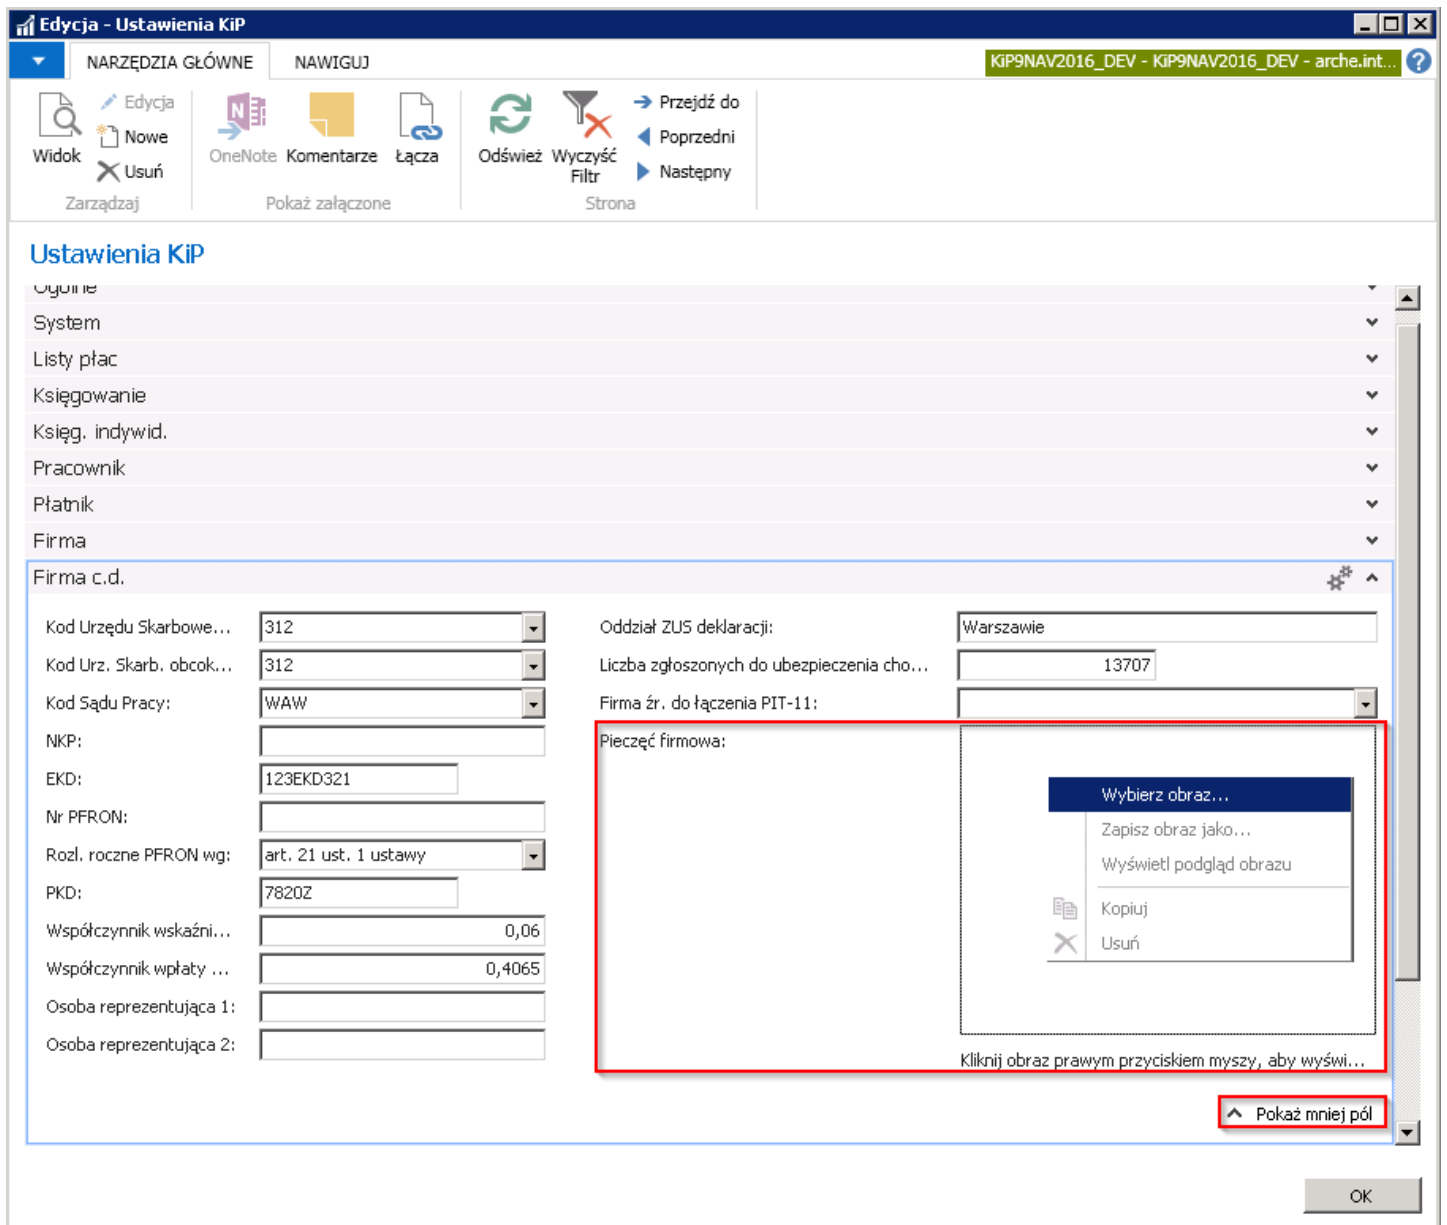 Edycja - Ustawienia KiP
NARZĘDZIA GŁÓWNE
NAWIGUJ
KiP9NAV2016_DEV - KiP9NAV2016_DEV - arche.int...
Widok
Edycja
Nowe
Usuń
Zarządzaj
OneNote
Komentarze
Łącza
Pokaż załączone
Odśwież
Wyczyść
Filtr
Przejdź do
Poprzedni
Następny
Strona
Ustawienia KiP
Ogólne
System
Listy płac
Księgowanie
Księg. indywid.
Pracownik
Płatnik
Firma
Firma c.d.
Kod Urzędu Skarbowe... 312
Kod Urz. Skarb. obcok... 312
Kod Sądu Pracy: WAW
NKP:
EKD: 123EKD321
Nr PFRON:
Rozl. roczne PFRON wg: art. 21 ust. 1 ustawy
PKD: 7820Z
Współczynnik wskaźni... 0,06
Współczynnik wpłaty ... 0,4065
Osoba reprezentująca 1:
Osoba reprezentująca 2:
Oddział ZUS deklaracji: Warszawie
Liczba zgłoszonych do ubezpieczenia cho... 13707
Firma źr. do łączenia PIT-11:
Pieczęć firmowa:
Wybierz obraz...
Zapisz obraz jako...
Wyświetl podgląd obrazu
Kopiuj
Usuń
Kliknij obraz prawym przyciskiem myszy, aby wyświ...
Pokaż mniej pól
OK